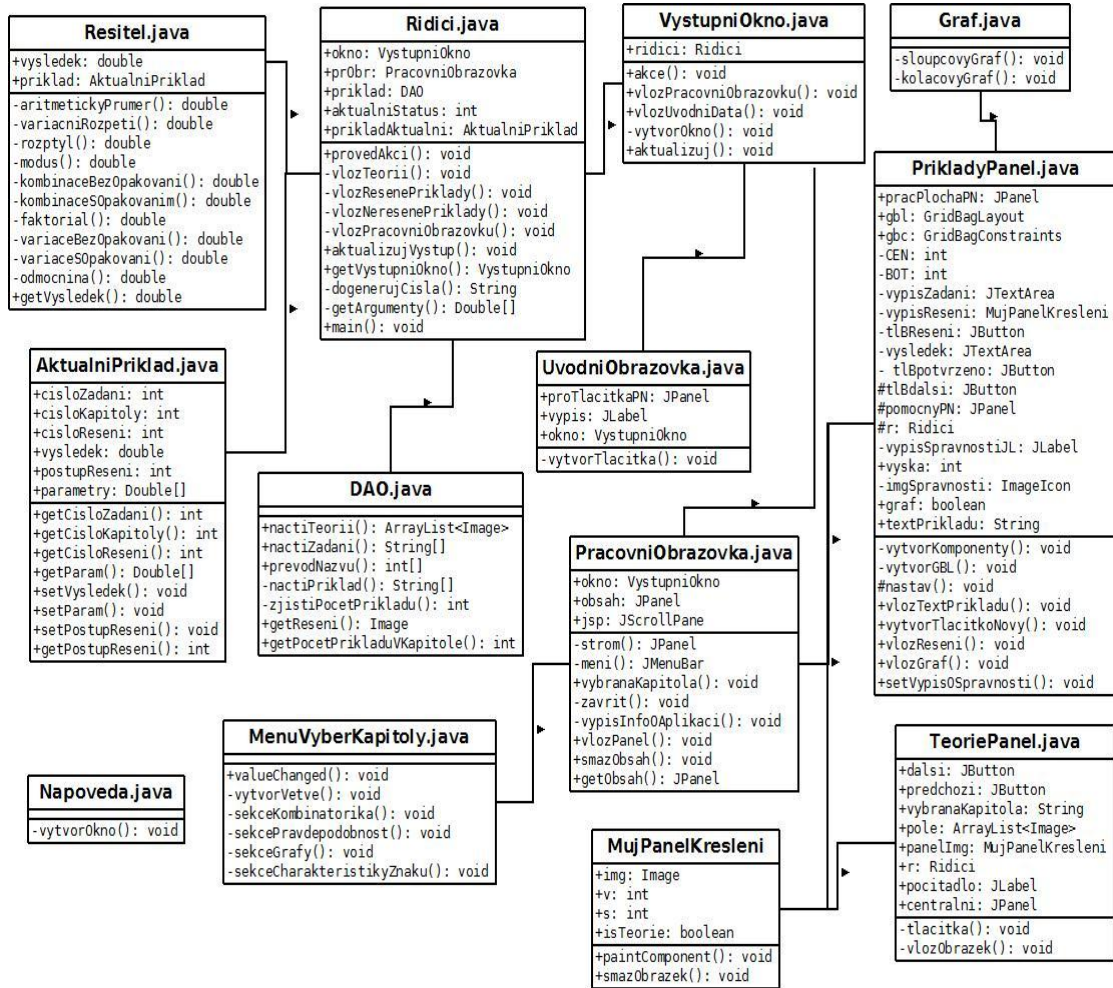 Resitel.java
+vysledek: double
+priklad: AktualniPriklad
-aritmetickyPrumer(): double
-variacniRozpeti(): double
-rozptyl(): double
-modus(): double
-kombinaceBezOpakovani(): double
-kombinaceSOpakovanim(): double
-faktorial(): double
-variaceBezOpakovani(): double
-variaceSOpakovani(): double
-odmocnina(): double
+getVysledek(): double
Ridici.java
+okno: VystupniOkno
+prObr: PracovniObrazovka
+priklad: DAO
+aktualniStatus: int
+prikladAktualni: AktualniPriklad
+provedAkci(): void
-vlozTeorii(): void
-vlozResenePriklady(): void
-vlozNeresenePriklady(): void
-vlozPracovniObrazovku(): void
+aktualizujVystup(): void
+getVystupniOkno(): VystupniOkno
-dogenerujCisla(): String
-getArgumenty(): Double[]
+main(): void
VystupniOkno.java
+ridici: Ridici
+akce(): void
+vlozPracovniObrazovku(): void
+vlozUvodniData(): void
-vytvorOkno(): void
+aktualizuj(): void
Graf.java
-sloupcovyGraf(): void
-kolacovyGraf(): void
PrikladyPanel.java
+pracPlochaPN: JPanel
+gbl: GridBagLayout
+gbc: GridBagConstraints
-CEN: int
-BOT: int
-vypisZadani: JTextArea
-vypisReseni: MujPanelKresleni
-tlBReseni: JButton
-vysledek: JTextArea
- tlBpotvrzeno: JButton
#tlBdalsi: JButton
#pomocnyPN: JPanel
#r: Ridici
-vypisSpravnostiJL: JLabel
+vyska: int
-imgSpravnosti: ImageIcon
+graf: boolean
+textPrikladu: String
-vytvorKomponenty(): void
-vytvorGBL(): void
#nastav(): void
+vlozTextPrikladu(): void
+vytvorTlacitkoNovy(): void
+vlozReseni(): void
+vlozGraf(): void
+setVypisOSpravnosti(): void
AktualniPriklad.java
+cisloZadani: int
+cisloKapitoly: int
+cisloReseni: int
+vysledek: double
+postupReseni: int
+parametry: Double[]
+getCisloZadani(): int
+getCisloKapitoly(): int
+getCisloReseni(): int
+getParam(): Double[]
+setVysledek(): void
+setParam(): void
+setPostupReseni(): void
+getPostupReseni(): int
UvodniObrazovka.java
+proTlacitkaPN: JPanel
+vypis: JLabel
+okno: VystupniOkno
-vytvorTlacitka(): void
DAO.java
+nactiTeorii(): ArrayList<Image>
+nactiZadani(): String[]
+prevodNazvu(): int[]
-nactiPriklad(): String[]
-zjistiPocetPrikladu(): int
+getReseni(): Image
+getPocetPrikladuVKapitole(): int
PracovniObrazovka.java
+okno: VystupniOkno
+obsah: JPanel
+jsp: JScrollPane
-strom(): JPanel
-meni(): JMenuBar
+vybranaKapitola(): void
-zavrit(): void
-vypisInfoOAplikaci(): void
+vlozPanel(): void
+smazObsah(): void
+getObsah(): JPanel
MenuVyberKapitoly.java
+valueChanged(): void
-vytvorVetve(): void
-sekceKombinatorika(): void
-sekcePravdepodobnost(): void
-sekceGrafy(): void
-sekceCharakteristikyZnaku(): void
Napoveda.java
-vytvorOkno(): void
MujPanelKresleni
+img: Image
+v: int
+s: int
+isTeorie: boolean
+paintComponent(): void
+smazObrazek(): void
TeoriePanel.java
+dalsi: JButton
+predchozi: JButton
+vybranaKapitola: String
+pole: ArrayList<Image>
+panelImg: MujPanelKresleni
+r: Ridici
+pocitadlo: JLabel
+centralni: JPanel
-tlacitka(): void
-vlozObrazek(): void